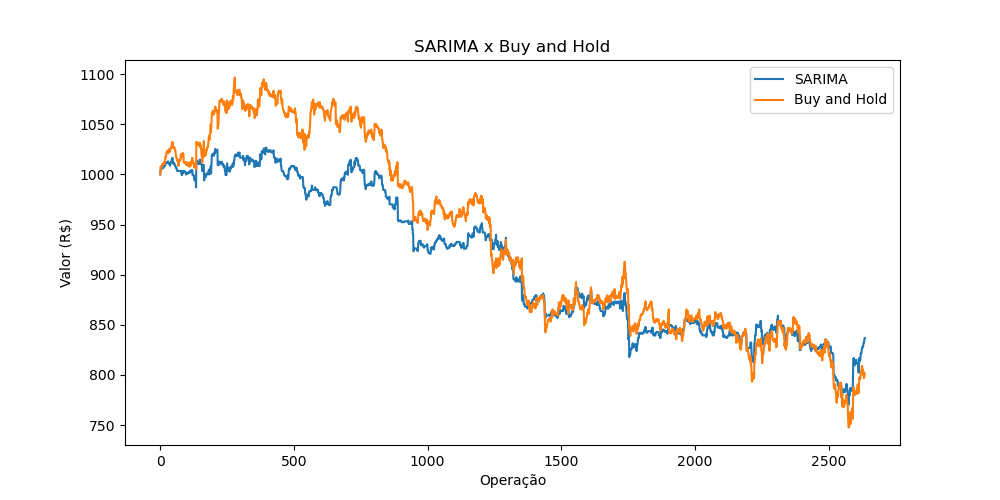 SARIMA x Buy and Hold
SARIMA
Buy and Hold
1100
1050
1000
950
900
850
800
750
Valor (R$)
0 500 1000 1500 2000 2500
Operação